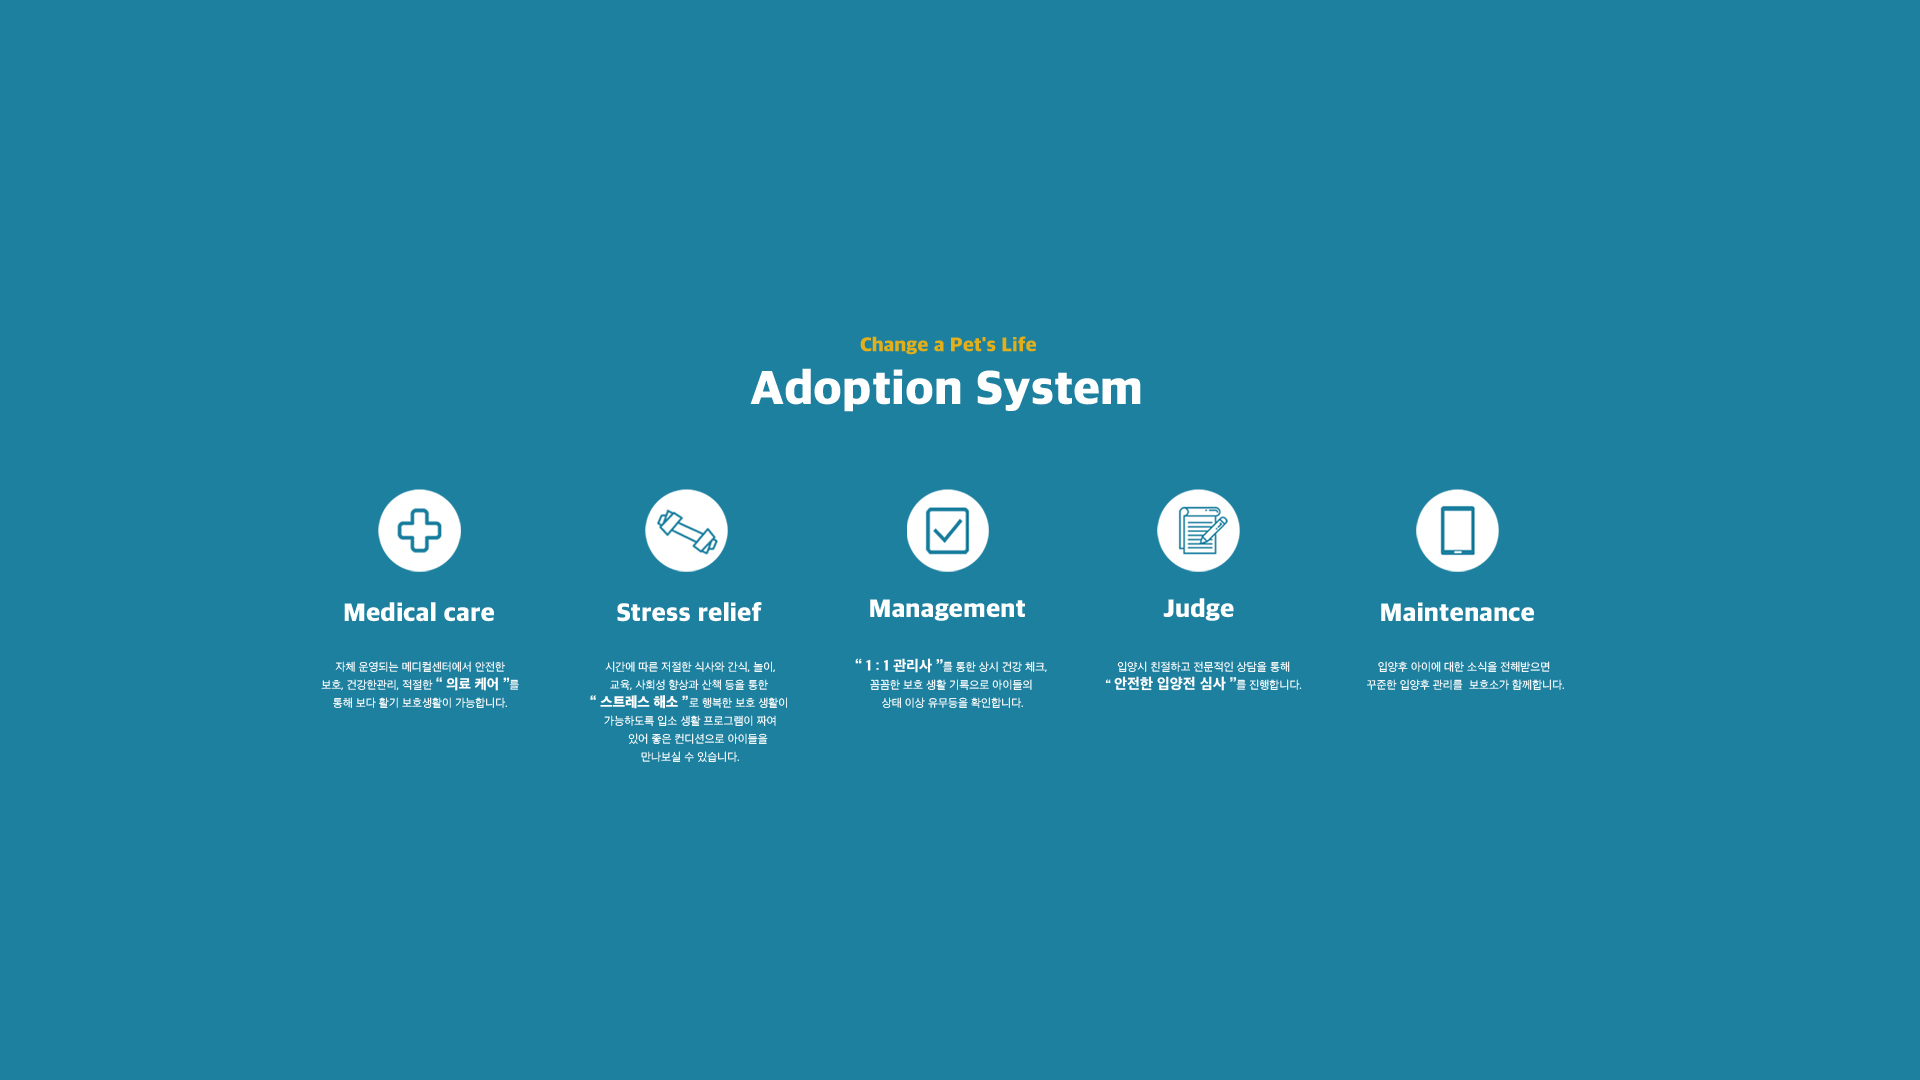 Change a Pet's Life
Adoption System
Medical care
자체 운영되는 메디컬센터에서 안전한
보호, 건강한관리, 적절한 “ 의료 케어 ”를
통해 보다 활기 보호생활이 가능합니다.
Stress relief
시간에 따른 저절한 식사와 간식, 놀이,
교육, 사회성 향상과 산책 등을 통한
“ 스트레스 해소 ”로 행복한 보호 생활이
가능하도록 입소 생활 프로그램이 짜여
있어 좋은 컨디션으로 아이들을
만나보실 수 있습니다.
Management
“ 1 : 1 관리사 ”를 통한 상시 건강 체크,
꼼꼼한 보호 생활 기록으로 아이들의
상태 이상 유무등을 확인합니다.
Judge
입양시 친절하고 전문적인 상담을 통해
“ 안전한 입양전 심사 ”를 진행합니다.
Maintenance
입양후 아이에 대한 소식을 전해받으면
꾸준한 입양후 관리를 보호소가 함께합니다.